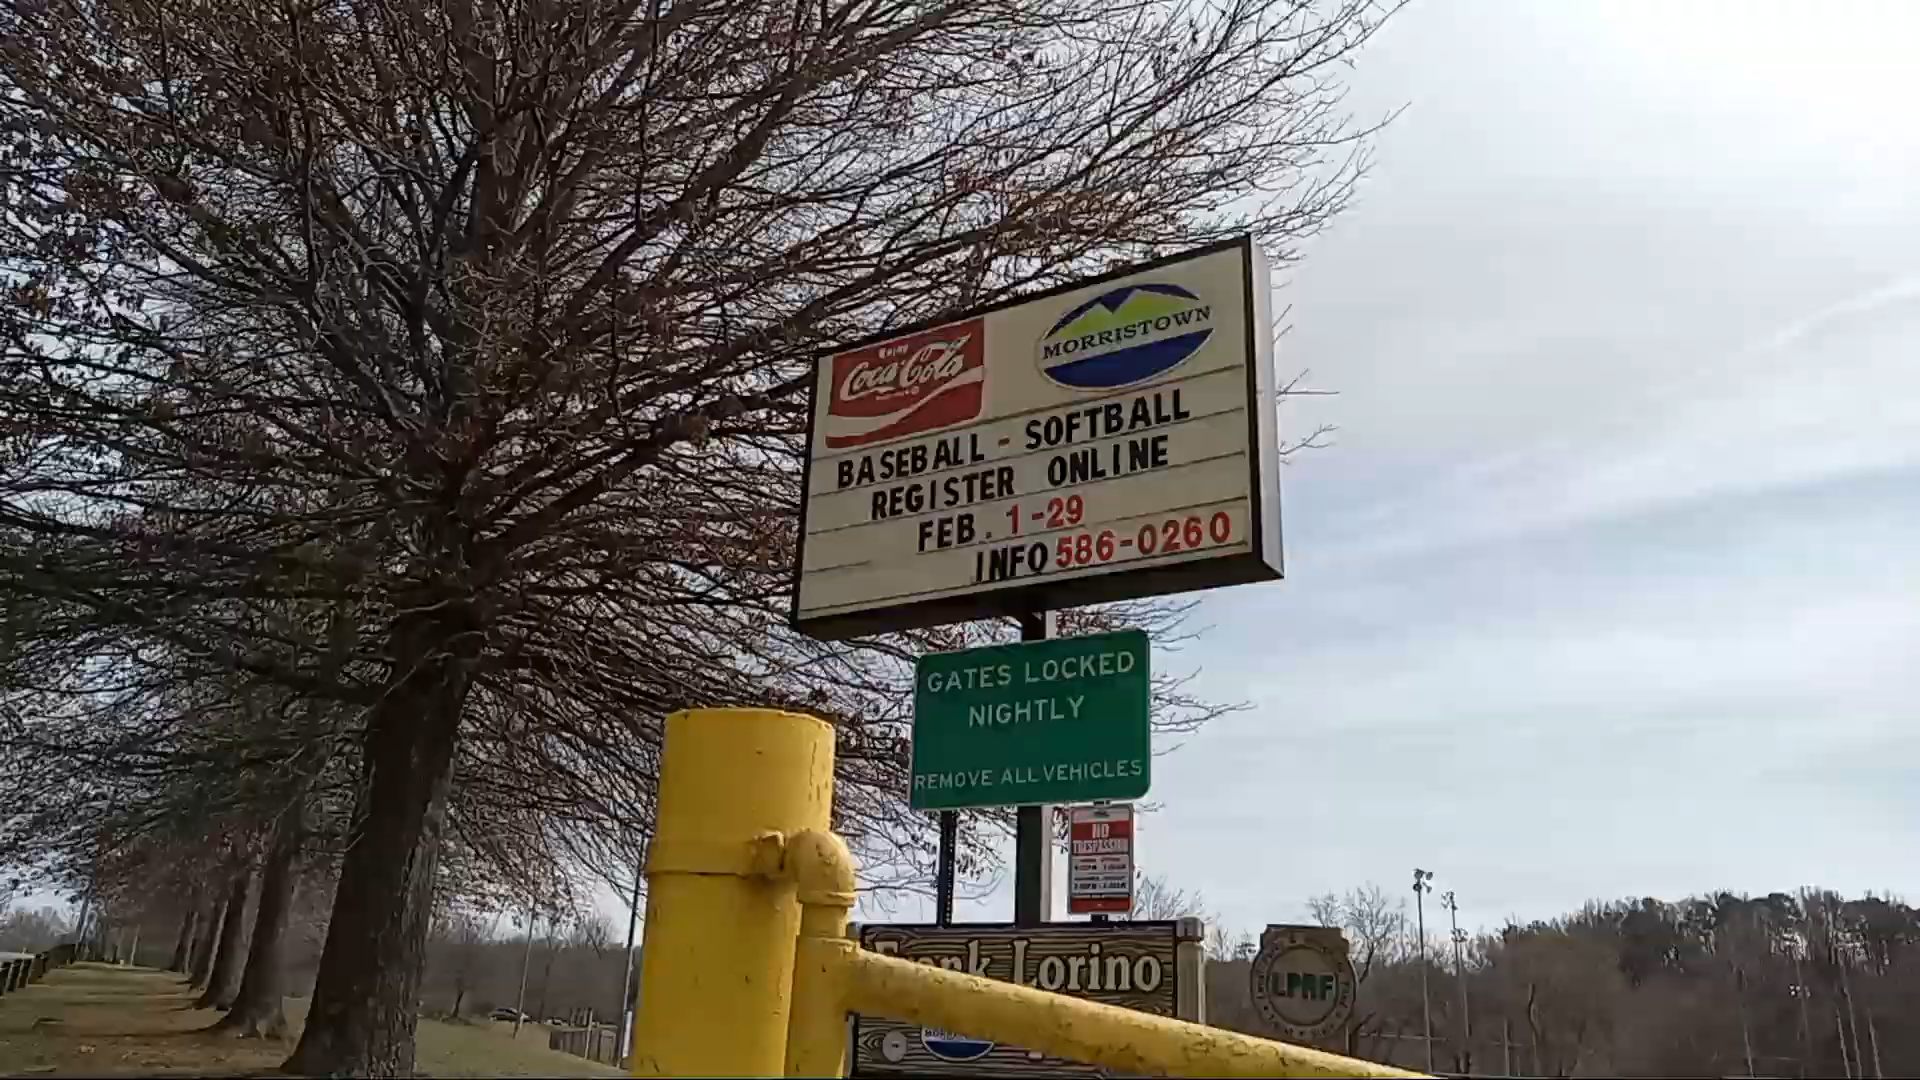 Enjoy
Coca-Cola
MORRISTOWN
BASEBALL - SOFTBALL
REGISTER ONLINE
FEB. 1-29
INFO 586-0260
GATES LOCKED
NIGHTLY
REMOVE ALL VEHICLES
NO
TRESPASSING
Lorino
LPRF